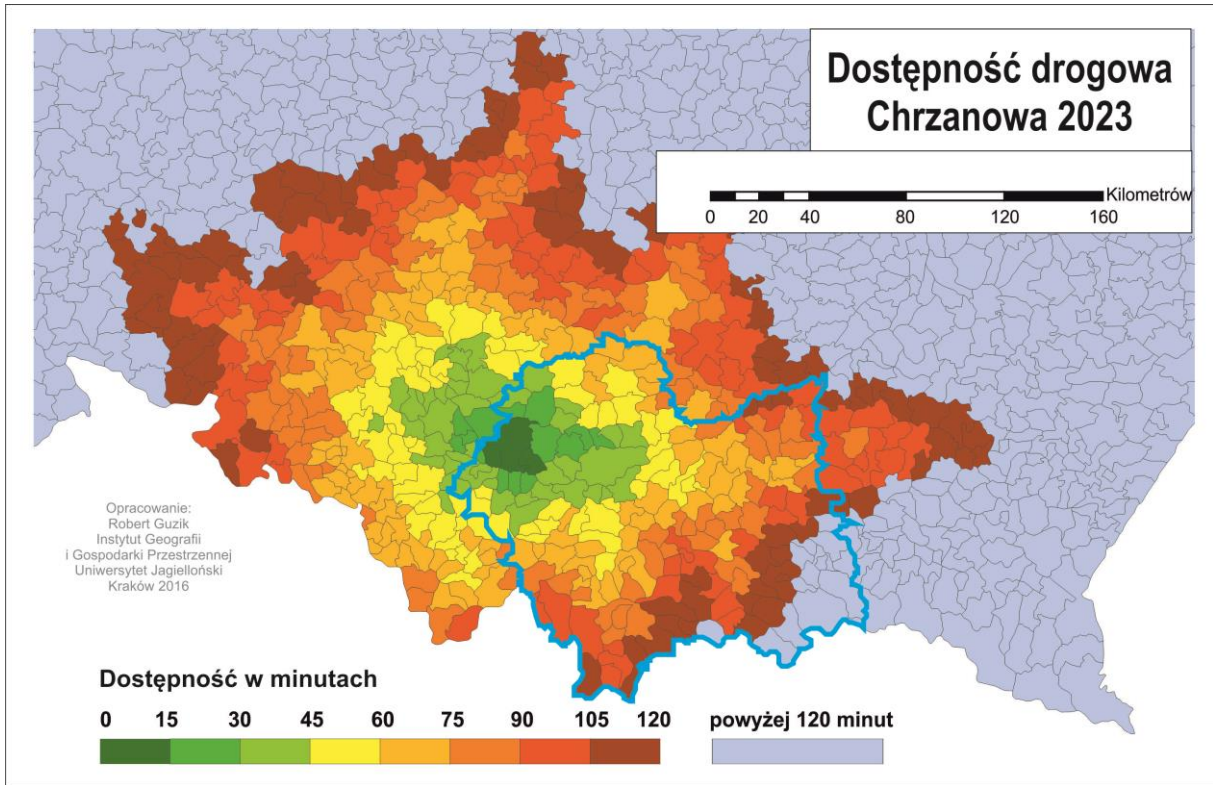 Dostępność drogowa
Chrzanowa 2023
Kilometrów
0 20 40 80 120 160
Opracowanie:
Robert Guzik
Instytut Geografii
i Gospodarki Przestrzennej
Uniwersytet Jagielloński
Kraków 2016
Dostępność w minutach
0 15 30 45 60 75 90 105 120
powyżej 120 minut